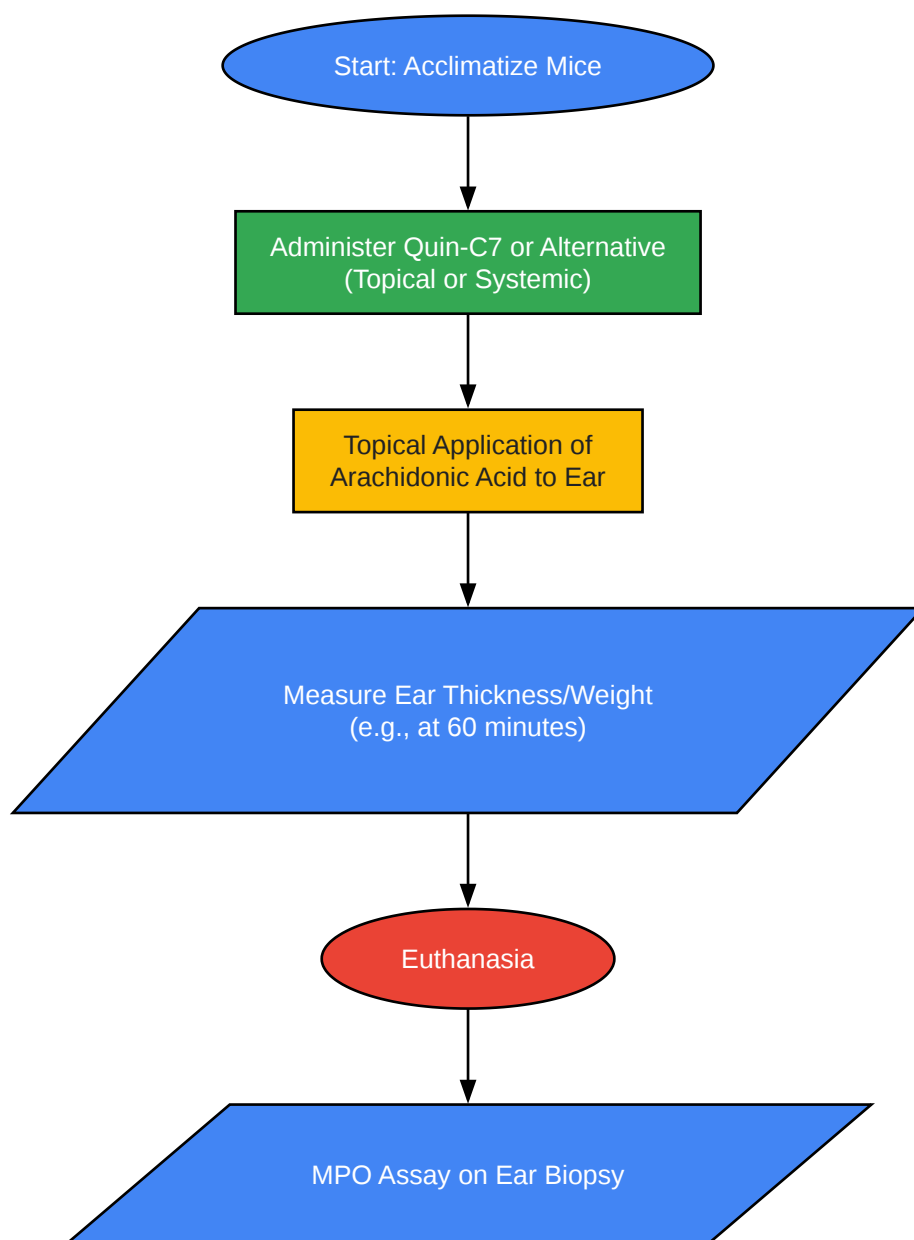 Start: Acclimatize Mice
Administer Quin-C7 or Alternative
(Topical or Systemic)
Topical Application of
Arachidonic Acid to Ear
Measure Ear Thickness/Weight
(e.g., at 60 minutes)
Euthanasia
MPO Assay on Ear Biopsy